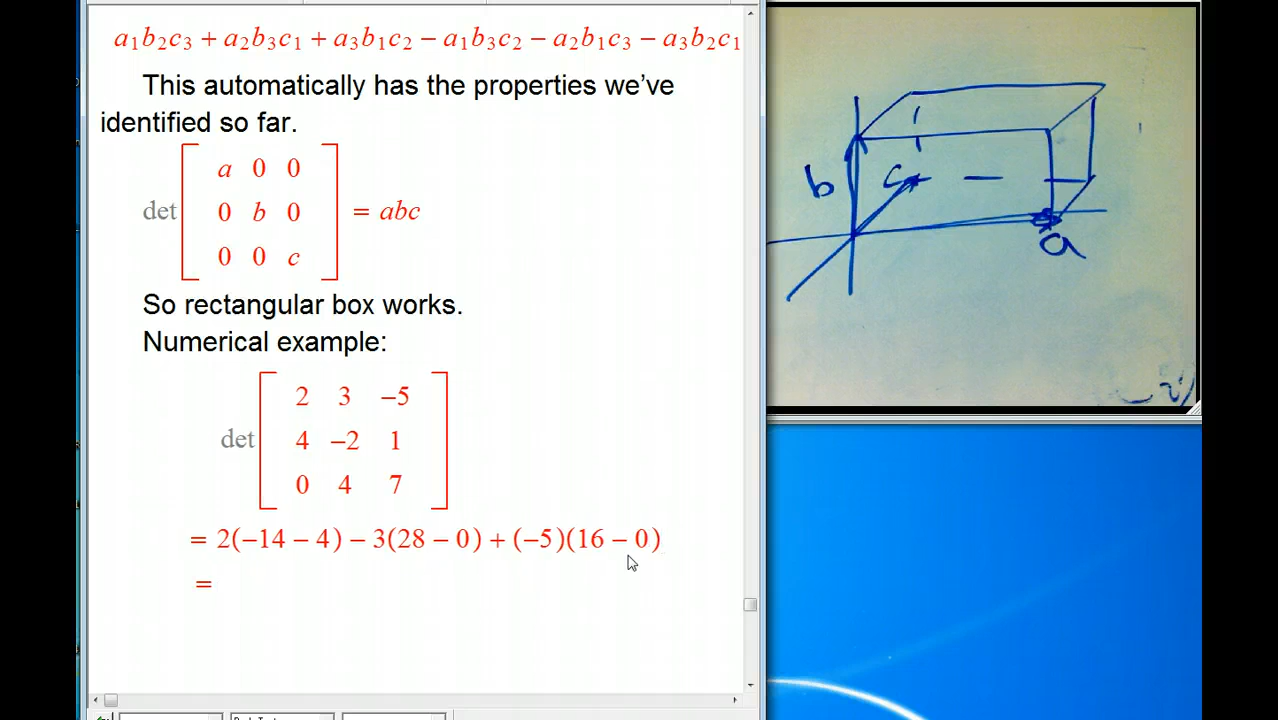 a₁b₂c₃ + a₂b₃c₁ + a₃b₁c₂ − a₁b₃c₂ − a₂b₁c₃ − a₃b₂c₁
This automatically has the properties we’ve
identified so far.
a 0 0
det 0 b 0 = abc
0 0 c
So rectangular box works.
Numerical example:
2 3 −5
det 4 −2 1
0 4 7
= 2(−14 − 4) − 3(28 − 0) + (−5)(16 − 0)
=
b
c
a